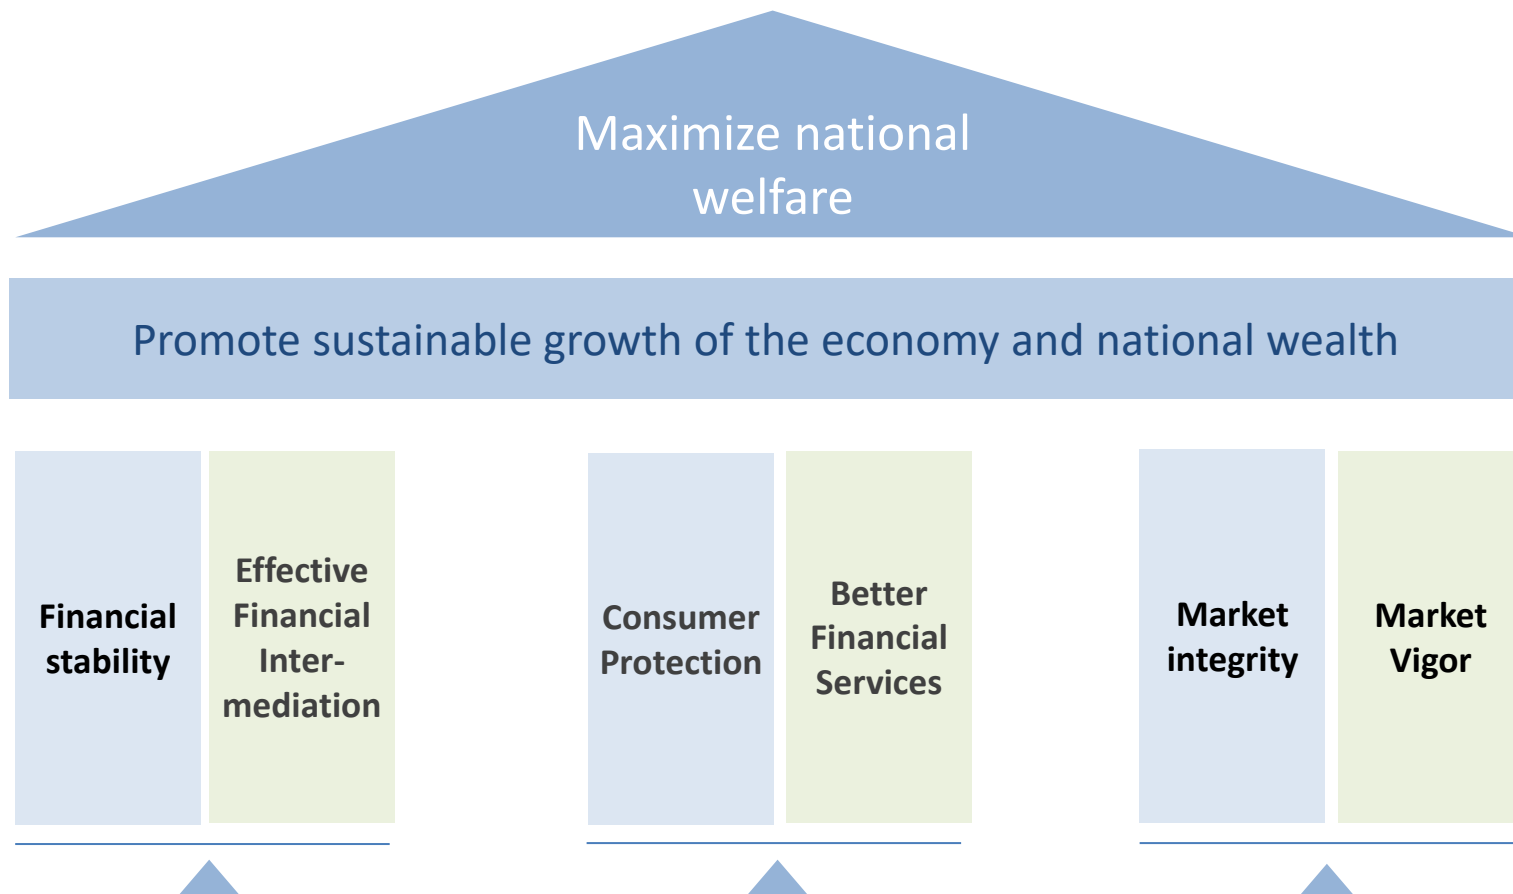 Maximize national
welfare
Promote sustainable growth of the economy and national wealth
Financial
stability
Effective
Financial
Inter-
mediation
Consumer
Protection
Better
Financial
Services
Market
integrity
Market
Vigor